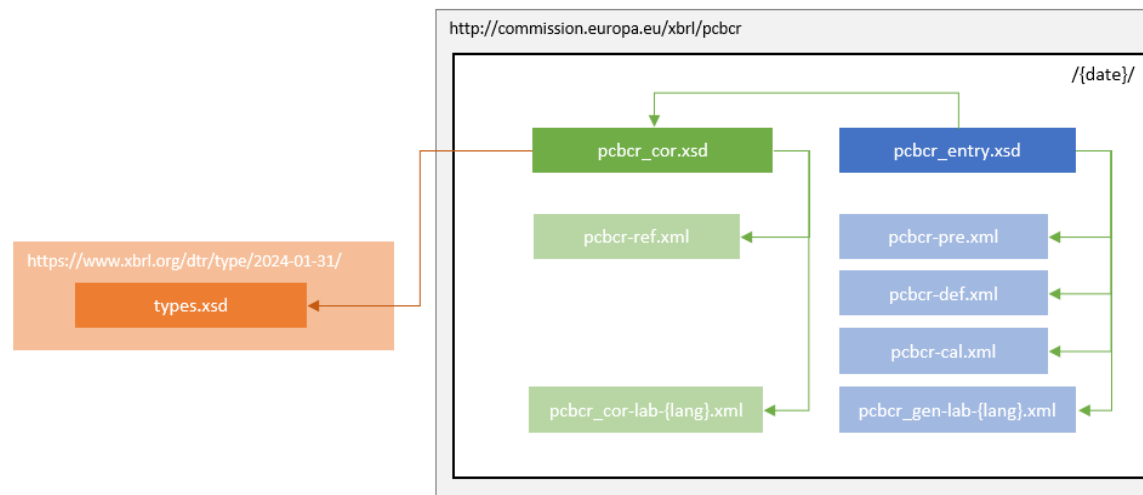 http://commission.europa.eu/xbrl/pcbcr
/{date}/
pcbcr_cor.xsd
pcbcr_entry.xsd
pcbcr-ref.xml
pcbcr-pre.xml
https://www.xbrl.org/dtr/type/2024-01-31/
types.xsd
pcbcr-def.xml
pcbcr-cal.xml
pcbcr_cor-lab-{lang}.xml
pcbcr_gen-lab-{lang}.xml